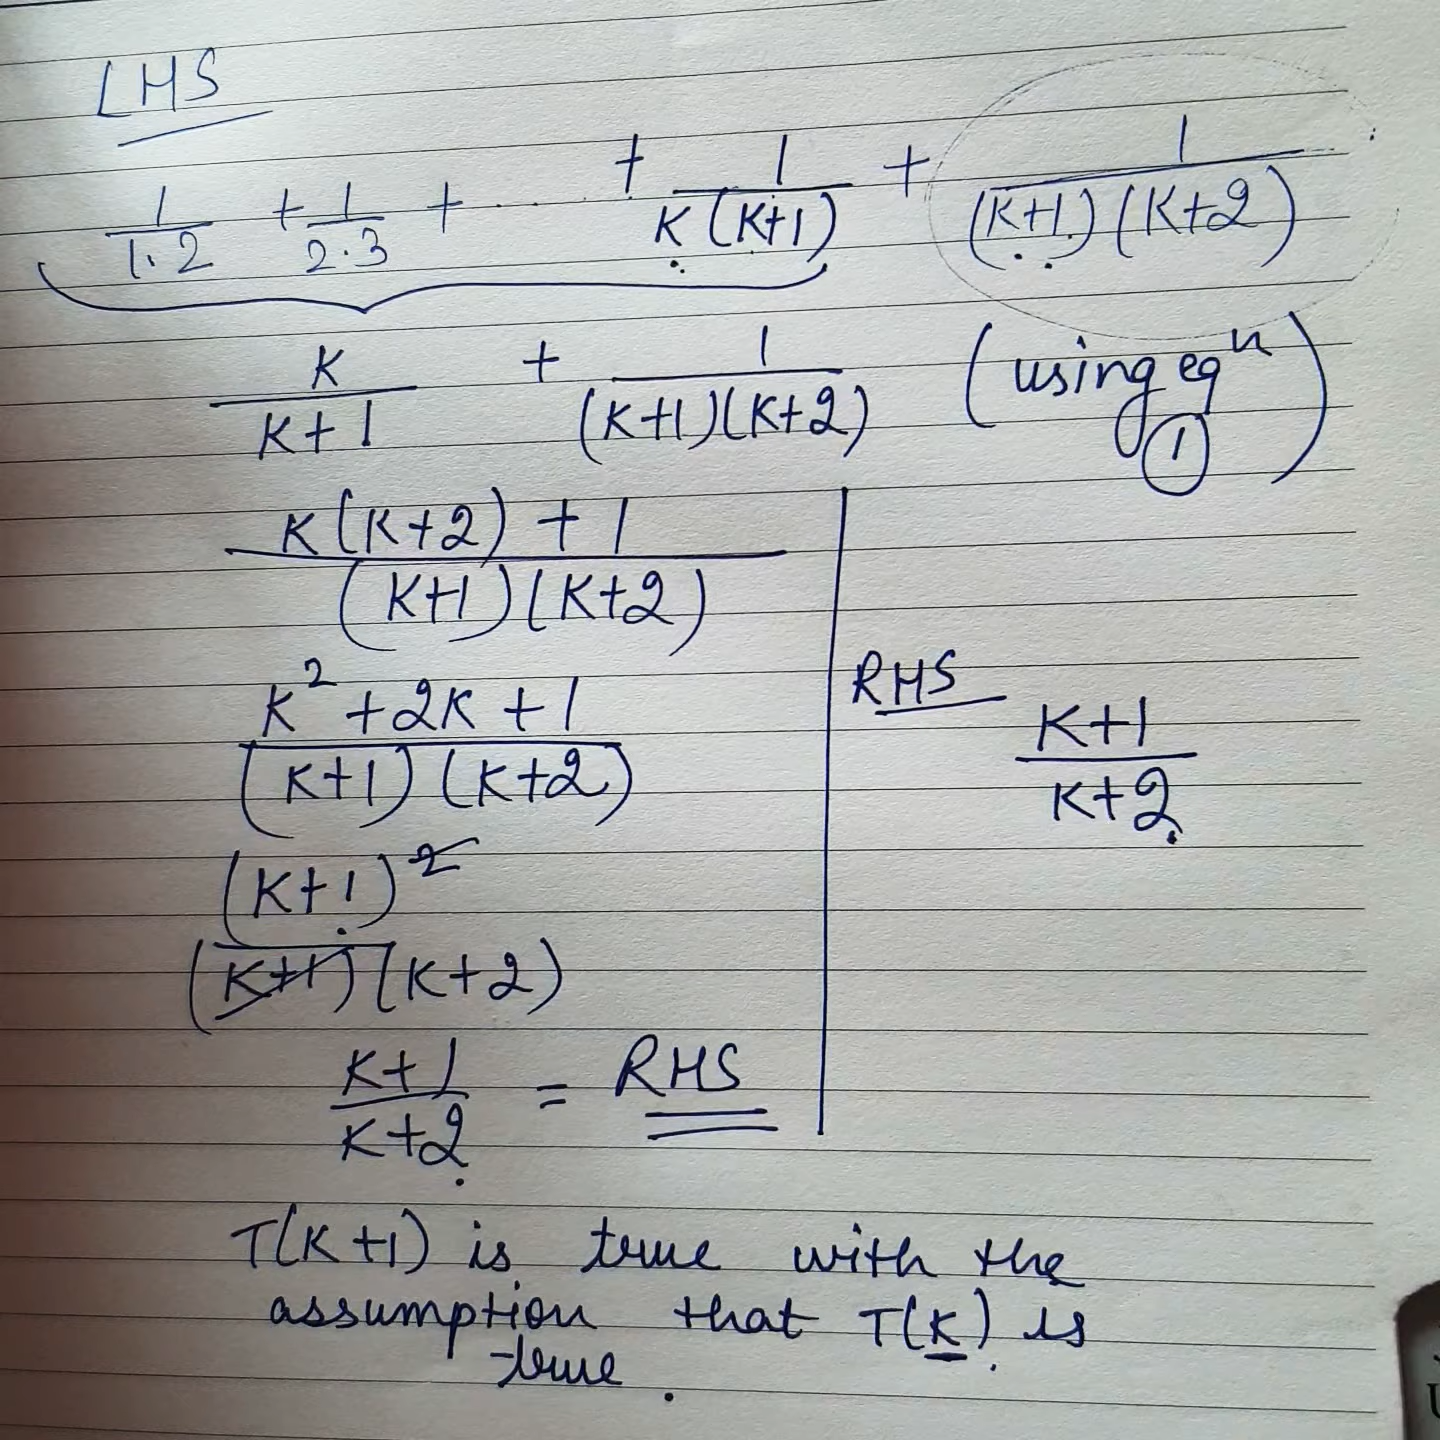 LHS
1/1·2 + 1/2·3 + ...... + 1/K(K+1) + 1/(K+1)(K+2)
K/K+1 + 1/(K+1)(K+2) (using eqⁿ ①)
K(K+2) + 1/(K+1)(K+2)
K² + 2K + 1/(K+1)(K+2)
(K+1)²/(K+1)(K+2)
K+1/K+2 = RHS
RHS
K+1/K+2
T(K+1) is true with the
assumption that T(K) is
true.